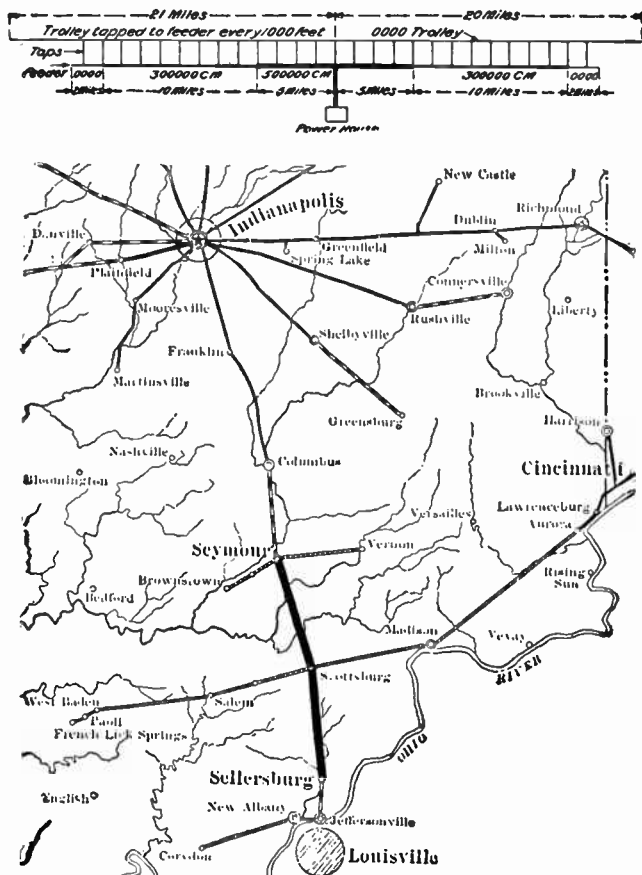 21 Miles 20 Miles
Trolley tapped to feeder every 1000 feet 0000 Trolley
Taps
Feeder 0000 300000 CM 500000 CM 300000 CM 0000
2 Miles 10 Miles 5 Miles 5 Miles 10 Miles 2 Miles
Power House
New Castle
Indianapolis
Richmond
Danville
Dublin
Greenfield
Milton
Spring Lake
Plainfield
Connersville
Mooresville
Rushville
Liberty
Shelbyville
Franklin
Martinsville
Brookville
Greensburg
Harrison
Nashville
Columbus
Cincinnati
Bloomington
Lawrenceburg
Versailles
Aurora
Seymour
Vernon
Brownstown
Rising
Sun
Bedford
Madison
Vevay
RIVER
Scottsburg
West Baden
Salem
Paoli
French Lick Springs
OHIO
Sellersburg
English
New Albany
Jeffersonville
Corydon
Louisville